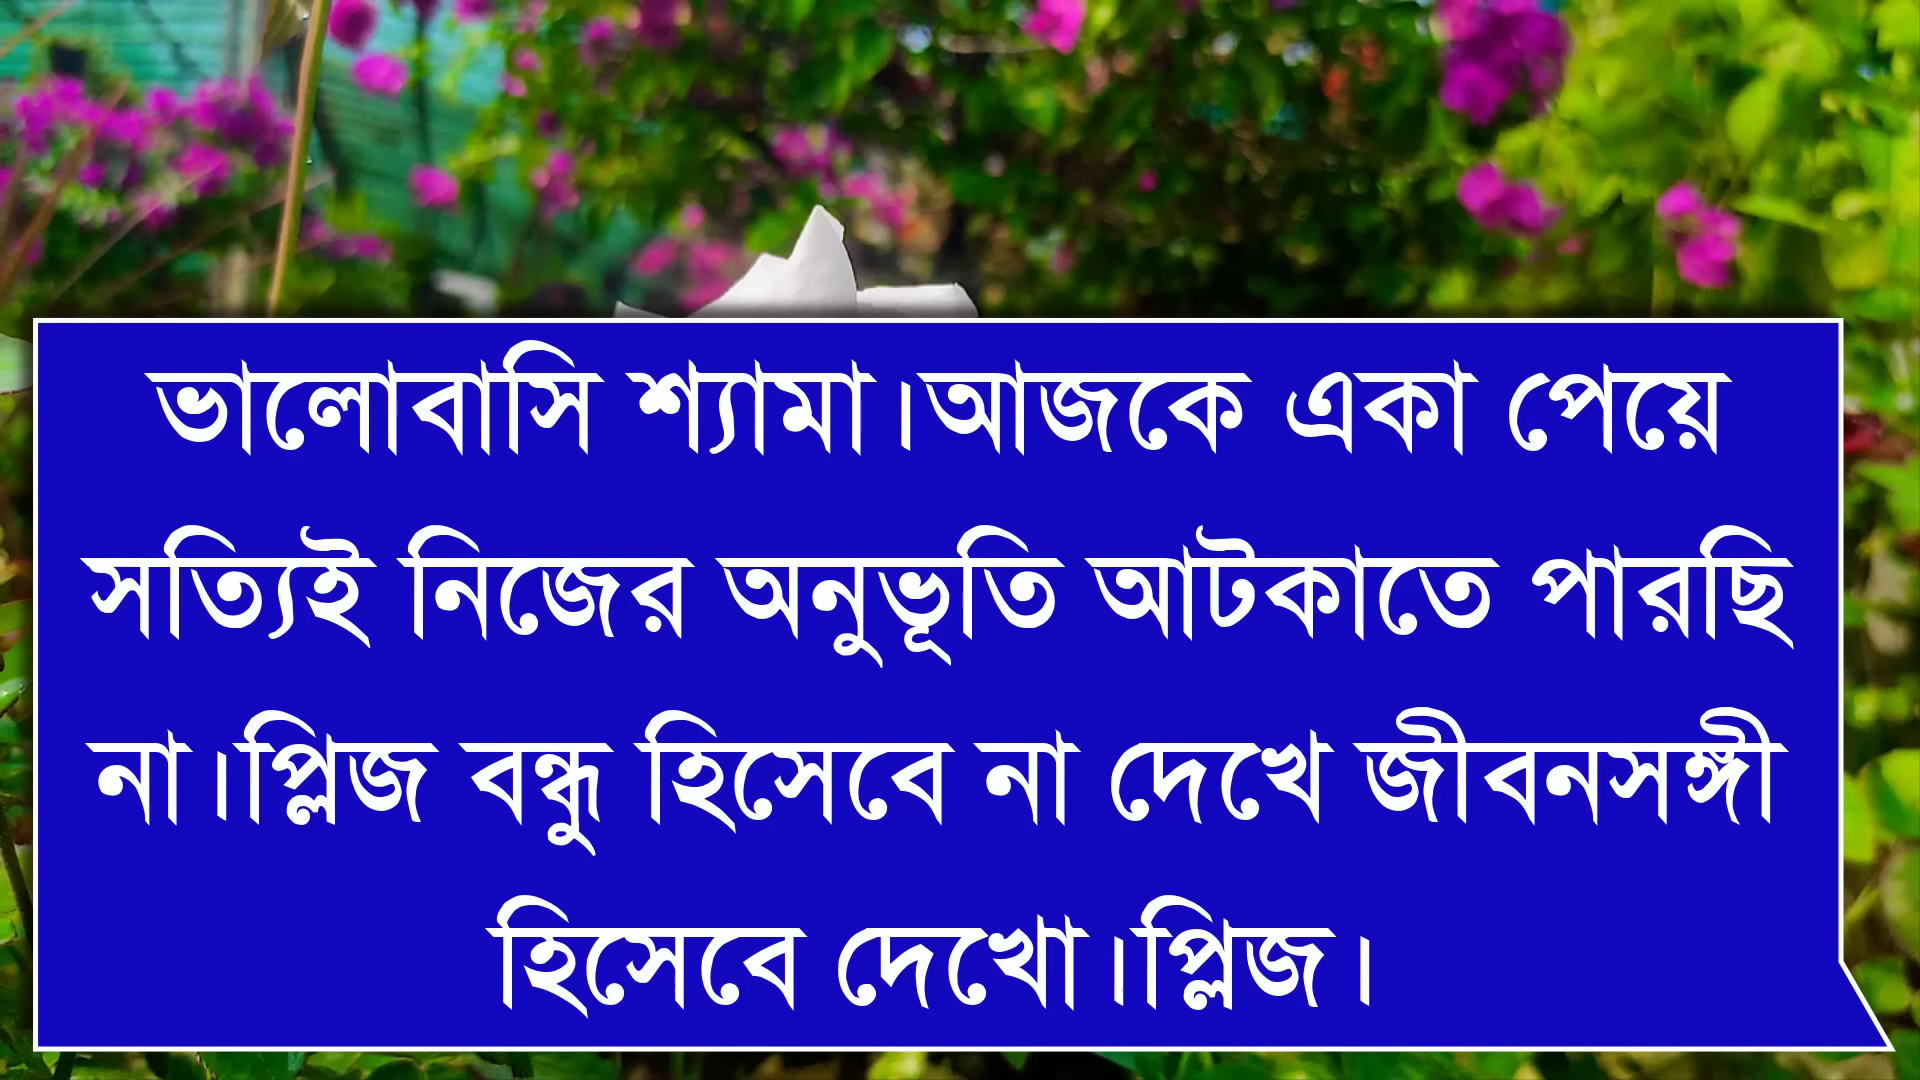 ভালোবাসি শ্যামা।আজকে একা পেয়ে
সত্যিই নিজের অনুভূতি আটকাতে পারছি
না।প্লিজ বন্ধু হিসেবে না দেখে জীবনসঙ্গী
হিসেবে দেখো।প্লিজ।